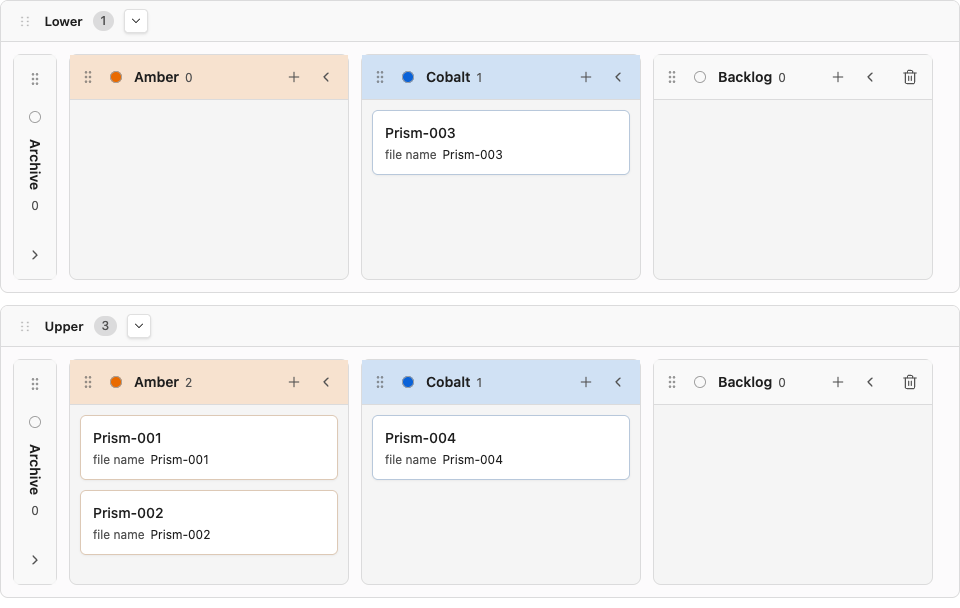 Lower 1
Archive 0
Amber 0
Cobalt 1
Prism-003
file name Prism-003
Backlog 0
Upper 3
Archive 0
Amber 2
Prism-001
file name Prism-001
Prism-002
file name Prism-002
Cobalt 1
Prism-004
file name Prism-004
Backlog 0